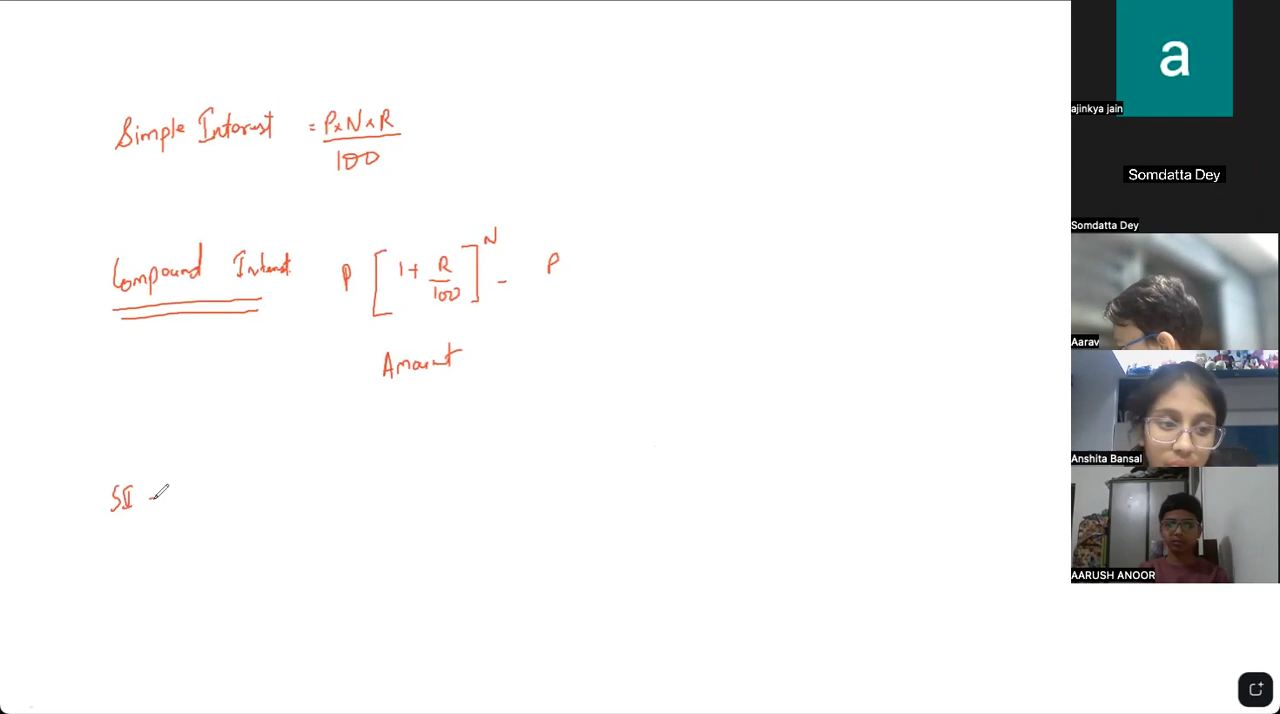 a
ajinkya jain
Simple Interest = P×N×R
100
Somdatta Dey
Somdatta Dey
Compound Interest P [1+ R/100]^N - P
Aarav
Amount
Anshita Bansal
SI -
AARUSH ANOOR